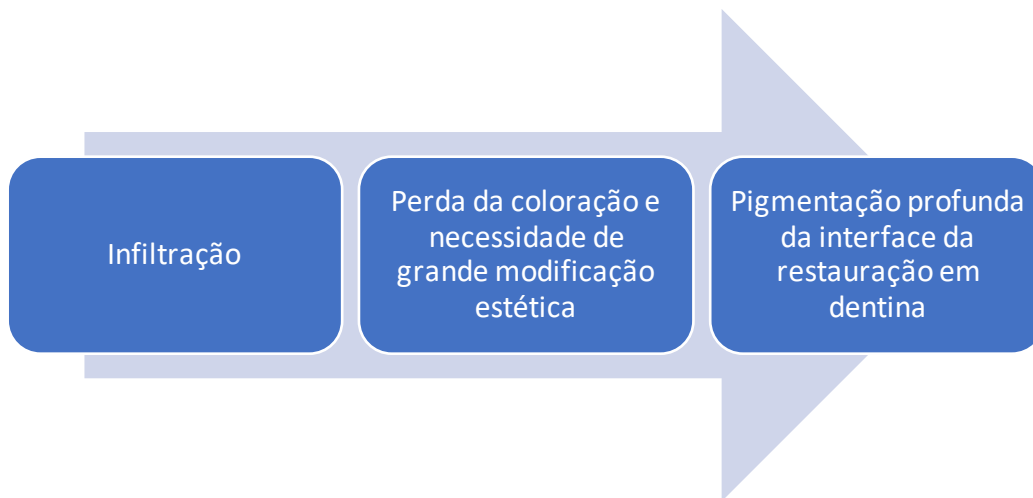 Infiltração
Perda da coloração e
necessidade de
grande modificação
estética
Pigmentação profunda
da interface da
restauração em
dentina